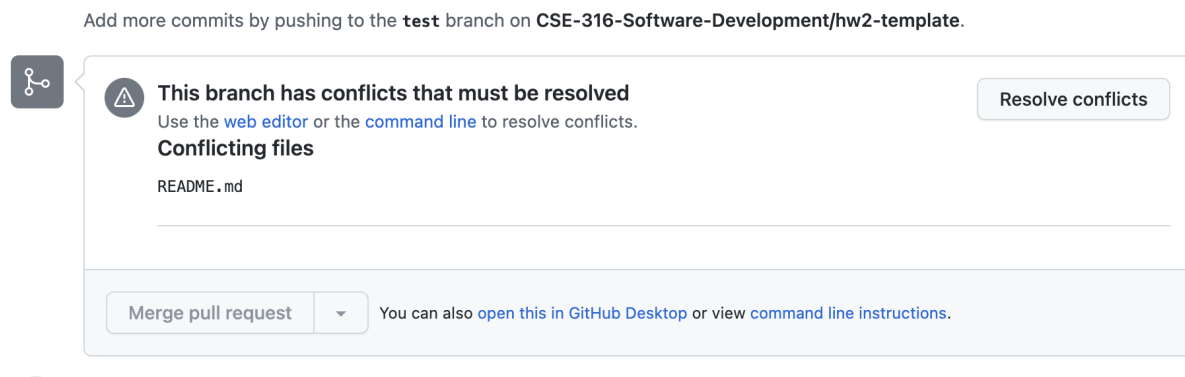 Add more commits by pushing to the test branch on CSE-316-Software-Development/hw2-template.
This branch has conflicts that must be resolved
Resolve conflicts
Use the web editor or the command line to resolve conflicts.
Conflicting files
README.md
Merge pull request
You can also open this in GitHub Desktop or view command line instructions.